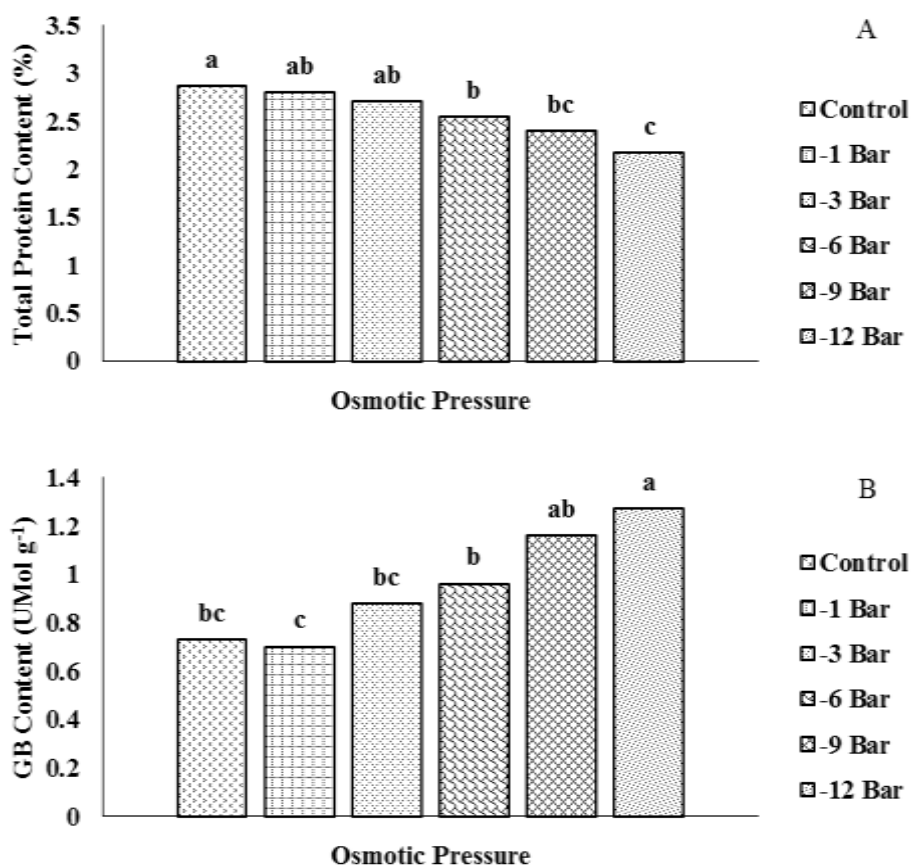 A
Total Protein Content (%)
3.5
3
2.5
2
1.5
1
0.5
0
a
ab
ab
b
bc
c
Osmotic Pressure
Control
-1 Bar
-3 Bar
-6 Bar
-9 Bar
-12 Bar
B
GB Content (UMol g⁻¹)
1.4
1.2
1
0.8
0.6
0.4
0.2
0
bc
c
bc
b
ab
a
Osmotic Pressure
Control
-1 Bar
-3 Bar
-6 Bar
-9 Bar
-12 Bar